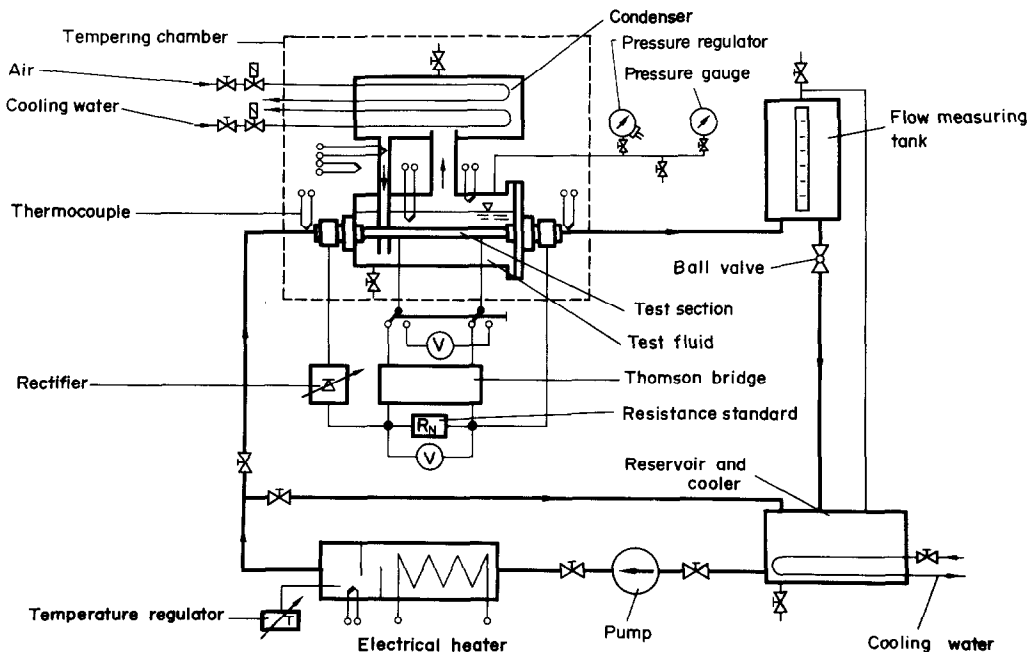 Condenser
Tempering chamber
Pressure regulator
Air
Pressure gauge
Cooling water
Flow measuring
tank
Thermocouple
Ball valve
Test section
Test fluid
V
Rectifier
Thomson bridge
Resistance standard
RN
V
Reservoir and
cooler
Temperature regulator
T
Electrical heater
Pump
Cooling water